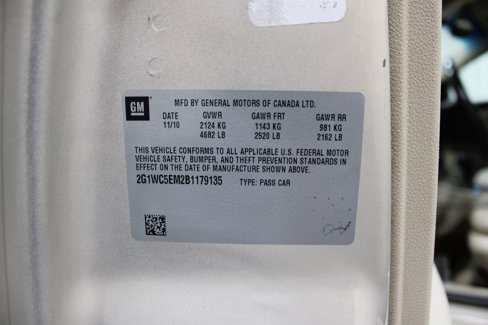 GM
MFD BY GENERAL MOTORS OF CANADA LTD.
DATE GVWR GAWR FRT GAWR RR
11/10 2124 KG 1143 KG 981 KG
4682 LB 2520 LB 2162 LB
THIS VEHICLE CONFORMS TO ALL APPLICABLE U.S. FEDERAL MOTOR
VEHICLE SAFETY, BUMPER, AND THEFT PREVENTION STANDARDS IN
EFFECT ON THE DATE OF MANUFACTURE SHOWN ABOVE.
2G1WC5EM2B1179135 TYPE: PASS CAR